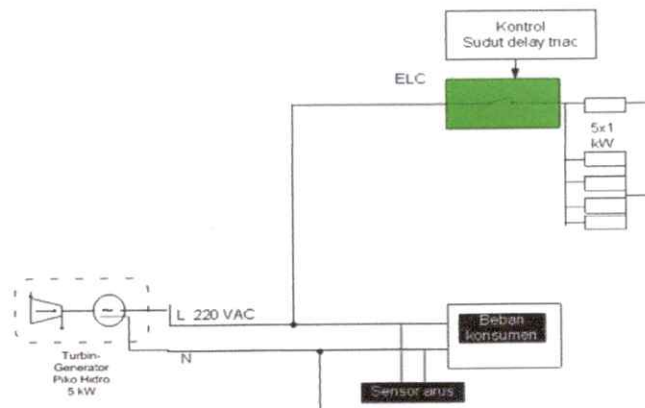 Kontrol
Sudut delay triac
ELC
5x1
kW
L 220 VAC
N
Beban
konsumen
Sensor arus
Turbin-
Generator
Piko Hidro
5 kW